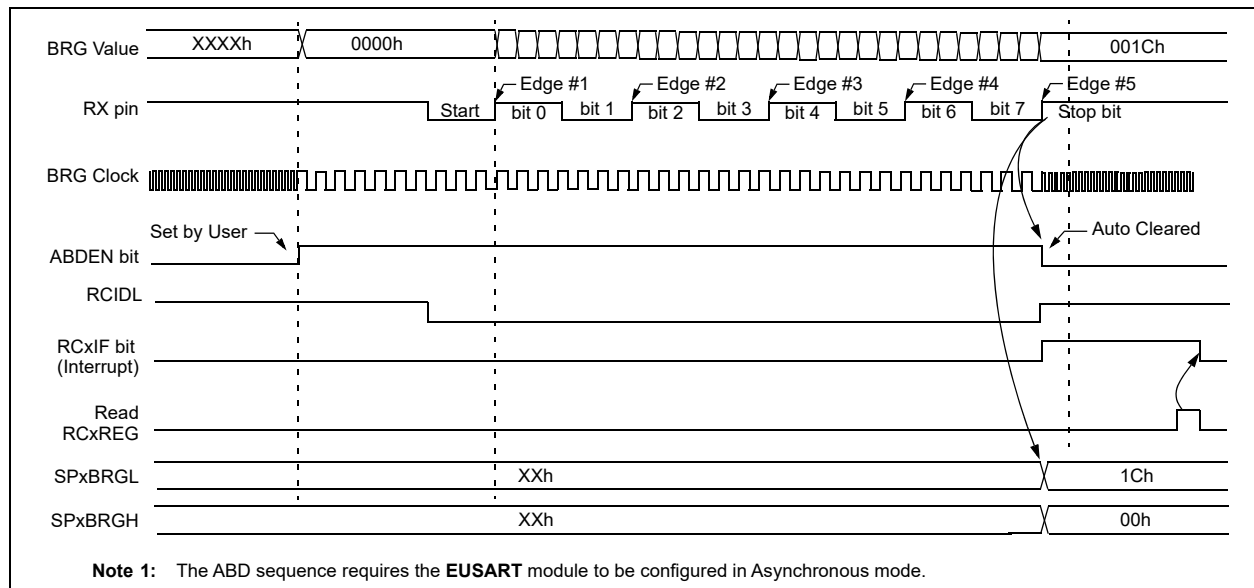 BRG Value XXXXh 0000h 001Ch
Edge #1 Edge #2 Edge #3 Edge #4 Edge #5
RX pin Start bit 0 bit 1 bit 2 bit 3 bit 4 bit 5 bit 6 bit 7 Stop bit
BRG Clock
Set by User Auto Cleared
ABDEN bit
RCIDL
RCxIF bit
(Interrupt)
Read
RCxREG
SPxBRGL XXh 1Ch
SPxBRGH XXh 00h
Note 1: The ABD sequence requires the EUSART module to be configured in Asynchronous mode.